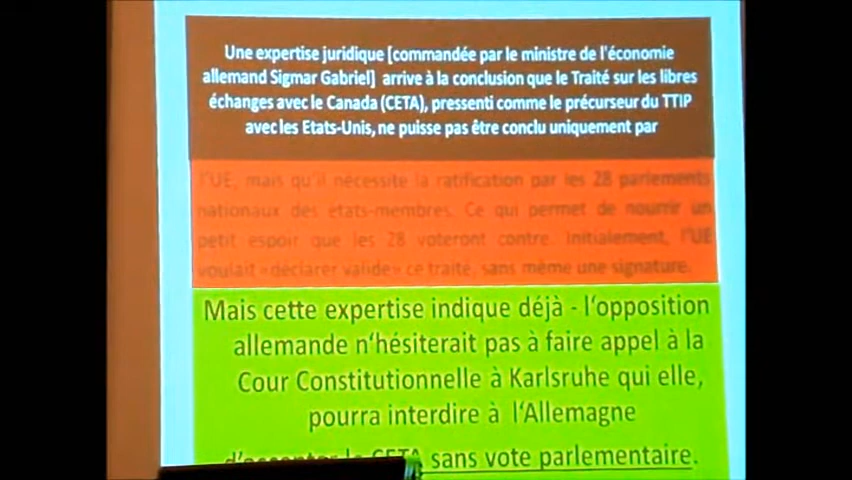 Une expertise juridique [commandée par le ministre de l'économie
allemand Sigmar Gabriel] arrive à la conclusion que le Traité sur les libres
échanges avec le Canada (CETA), pressenti comme le précurseur du TTIP
avec les Etats-Unis, ne puisse pas être conclu uniquement par
l'UE, mais qu'il nécessite la ratification par les 28 parlements
nationaux des états-membres. Ce qui permet de nourrir un
petit espoir que les 28 voteront contre. Initialement, l'UE
voulait «déclarer valide» ce traité, sans même une signature.
Mais cette expertise indique déjà - l'opposition
allemande n'hésiterait pas à faire appel à la
Cour Constitutionnelle à Karlsruhe qui elle,
pourra interdire à l'Allemagne
CETA sans vote parlementaire.